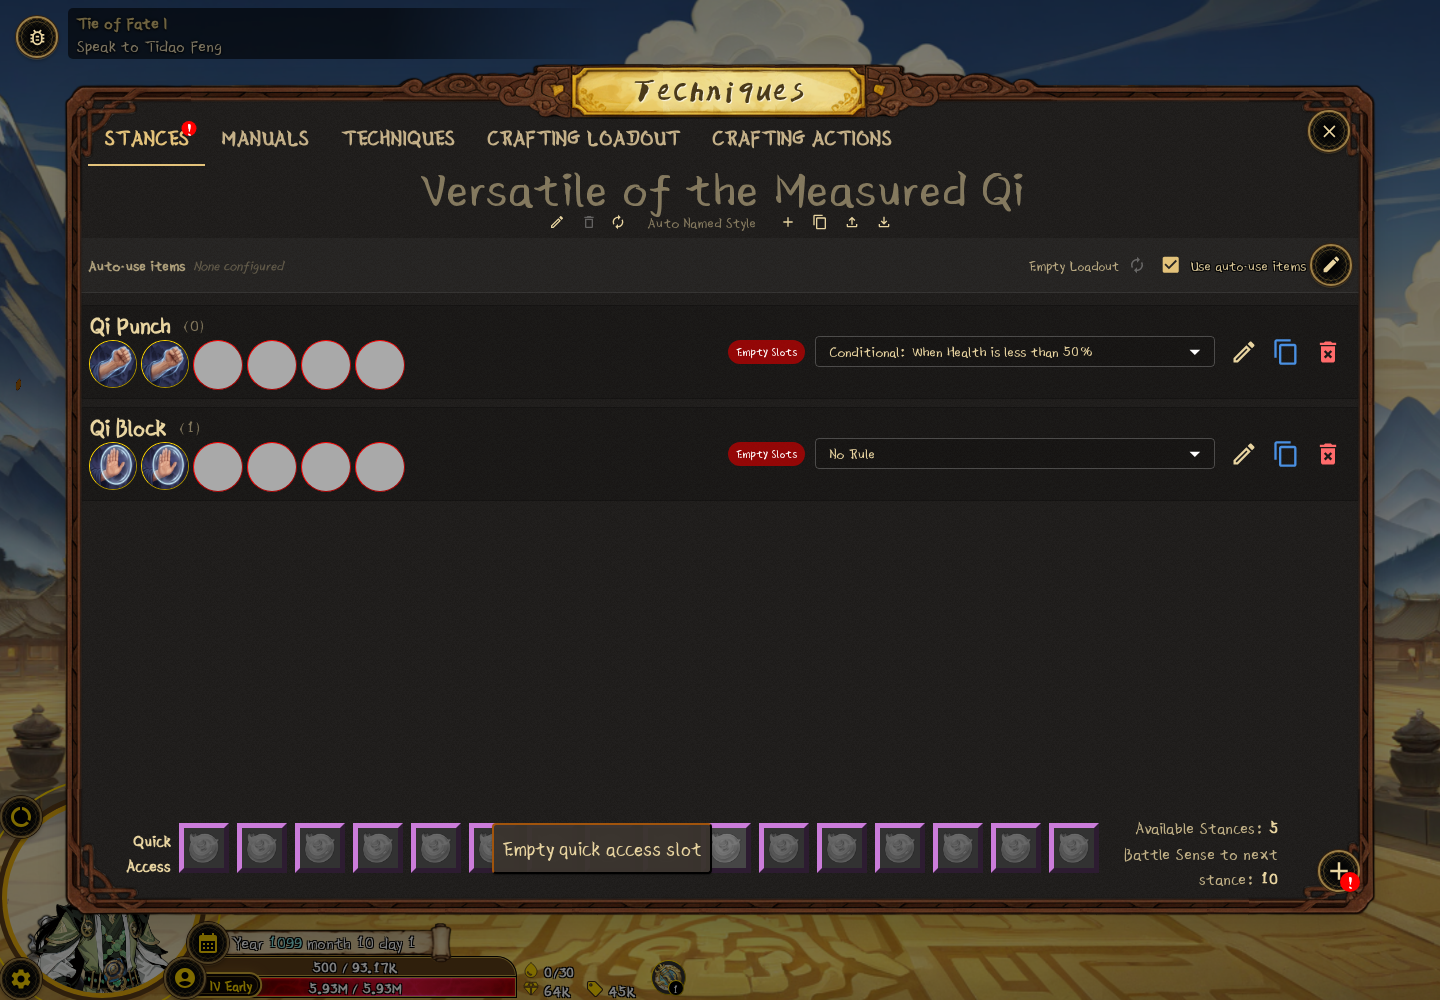 Tie of Fate I
Speak to Tidao Feng
Techniques
STANCES
!
MANUALS
TECHNIQUES
CRAFTING LOADOUT
CRAFTING ACTIONS
Versatile of the Measured Qi
Auto Named Style
Auto-use items None configured
Empty Loadout
Use auto-use items
Qi Punch (0)
Empty Slots
Conditional: When Health is less than 50%
Qi Block (1)
Empty Slots
No Rule
Quick
Access
Empty quick access slot
Available Stances: 5
Battle Sense to next
stance: 10
!
Year 1099 month 10 day 1
500 / 93.17K
IV Early
5.93M / 5.93M
0/30
64K
45K
1